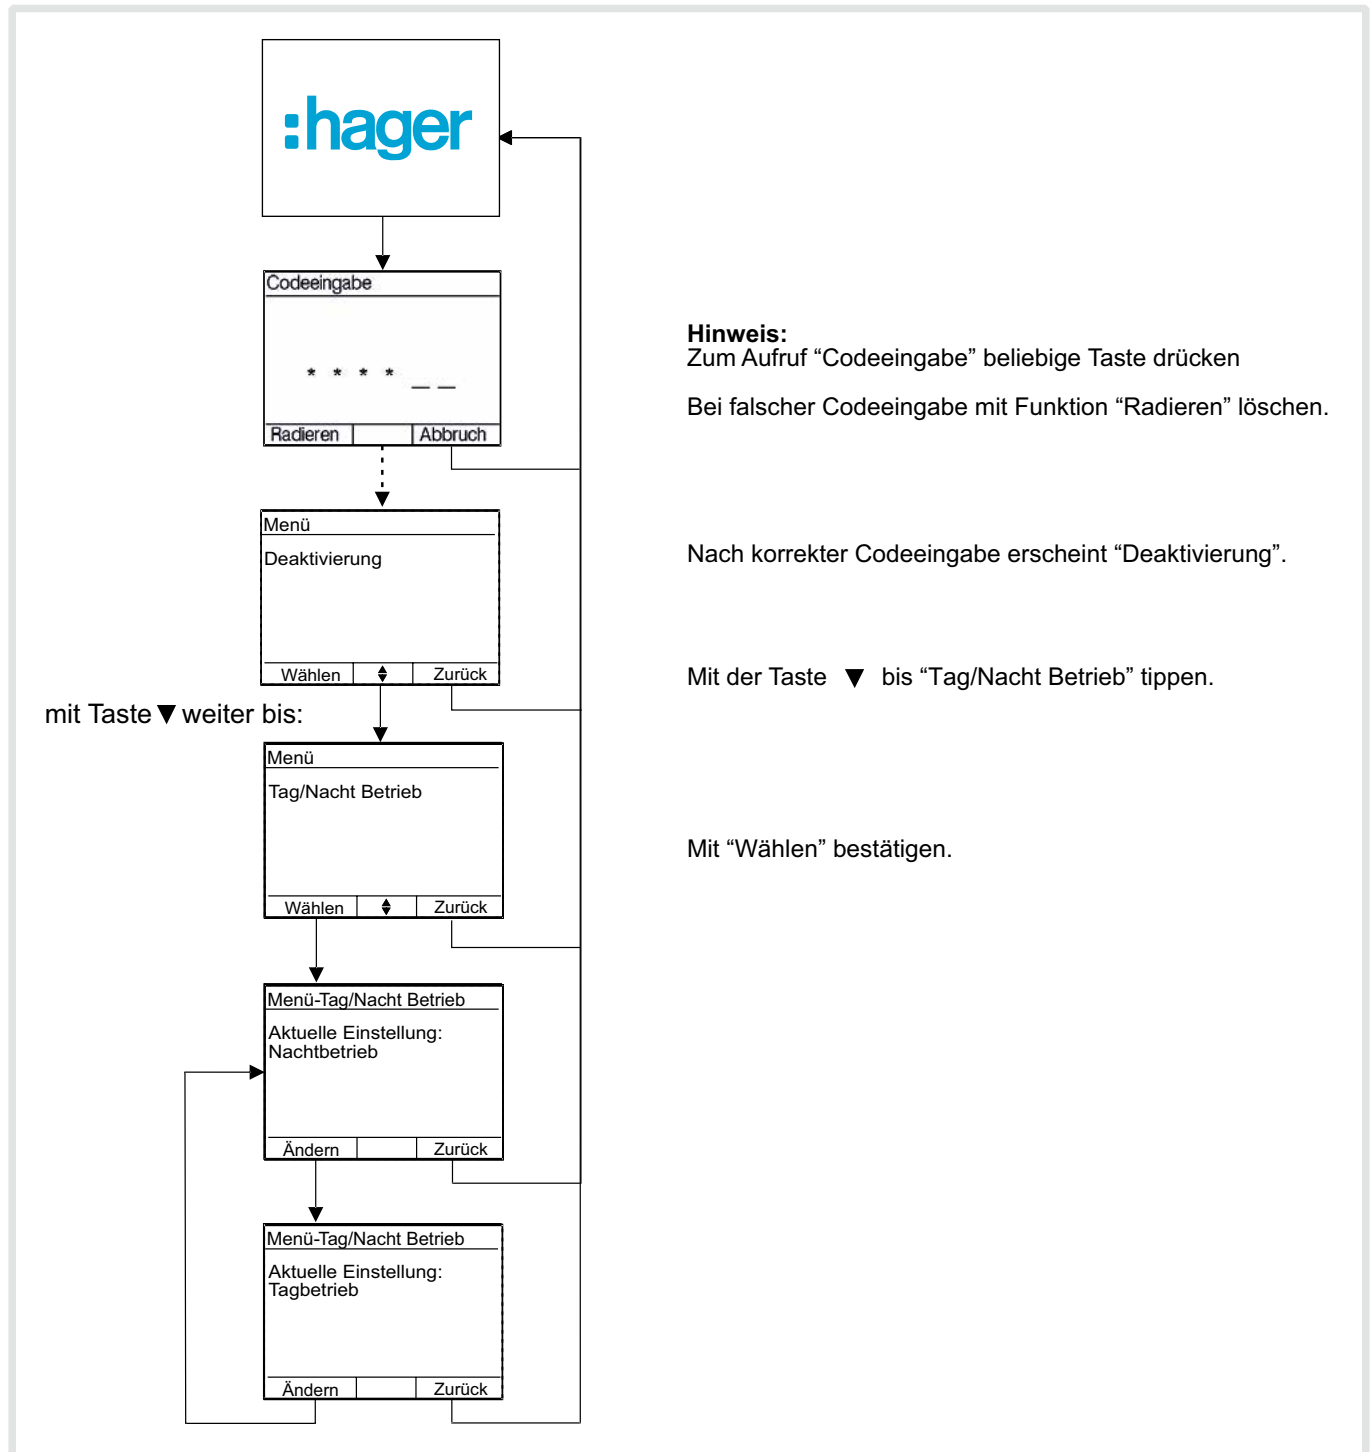 :hager
Codeeingabe
* * * * _ _
Radieren Abbruch
Hinweis:
Zum Aufruf “Codeeingabe” beliebige Taste drücken
Bei falscher Codeeingabe mit Funktion “Radieren” löschen.
Menü
Deaktivierung
Wählen Zurück
Nach korrekter Codeeingabe erscheint “Deaktivierung”.
Mit der Taste ▼ bis “Tag/Nacht Betrieb” tippen.
mit Taste ▼ weiter bis:
Menü
Tag/Nacht Betrieb
Wählen Zurück
Mit “Wählen” bestätigen.
Menü-Tag/Nacht Betrieb
Aktuelle Einstellung:
Nachtbetrieb
Ändern Zurück
Menü-Tag/Nacht Betrieb
Aktuelle Einstellung:
Tagbetrieb
Ändern Zurück